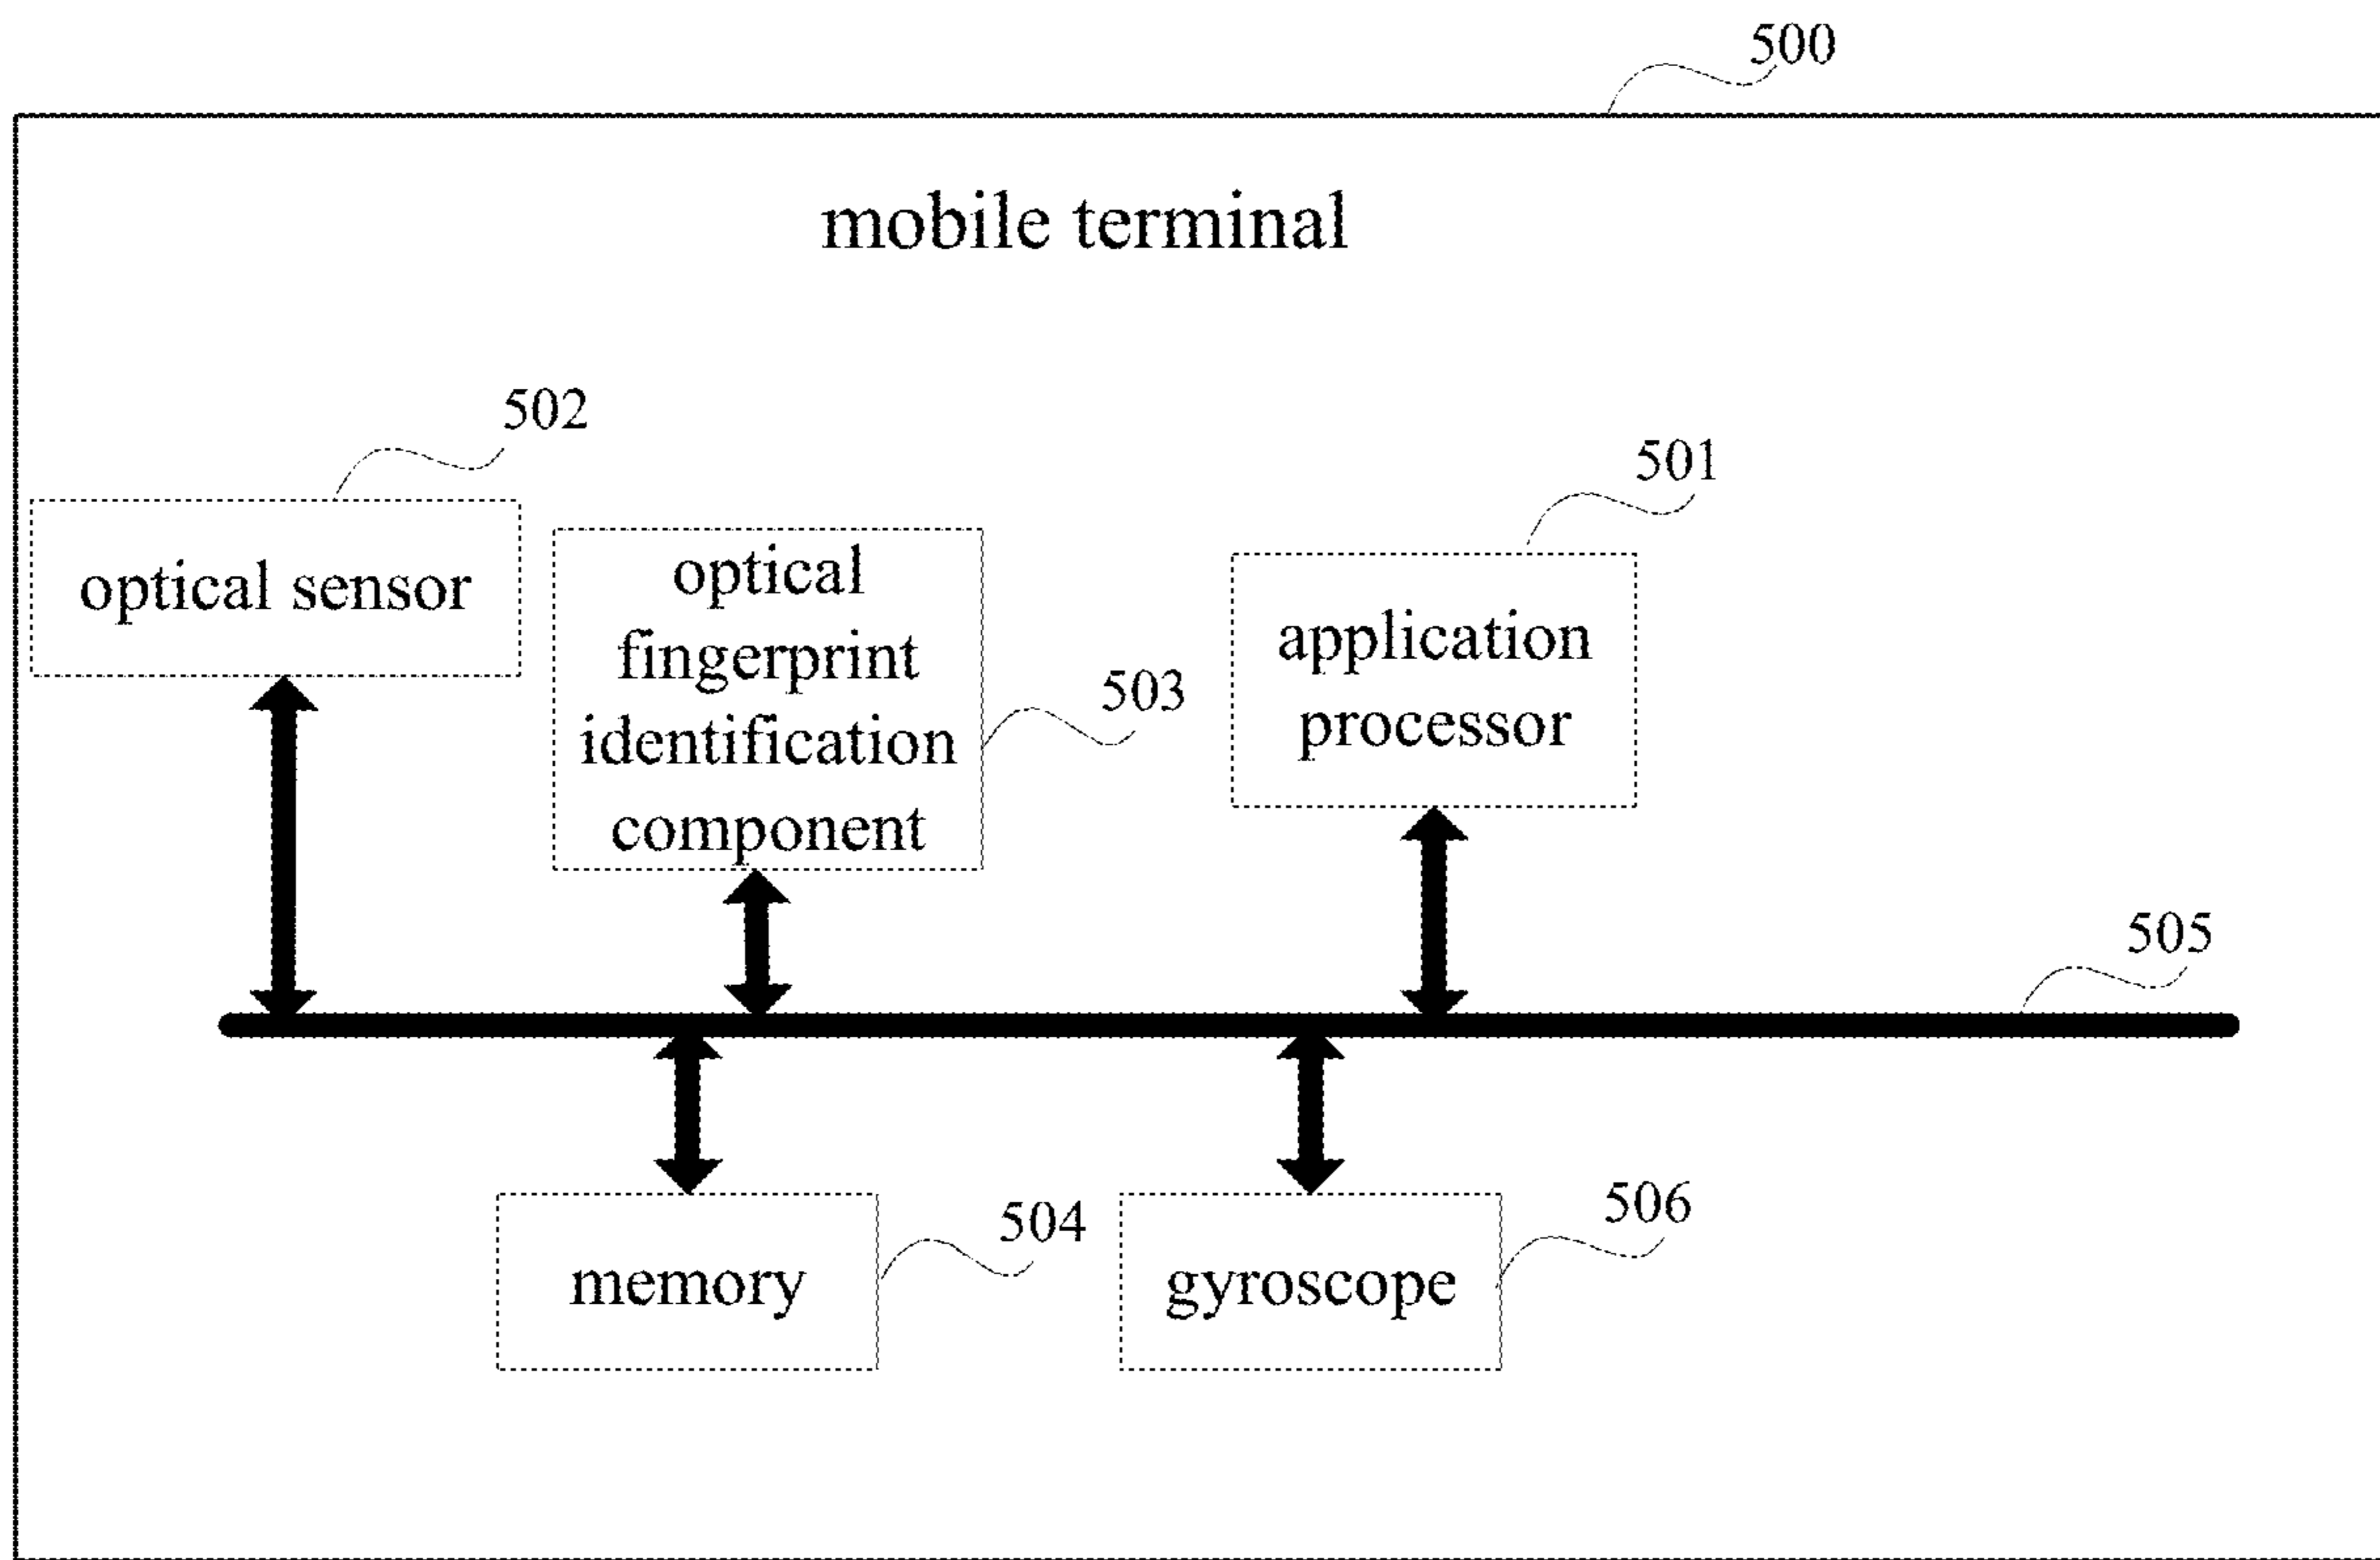 500
mobile terminal
502
501
optical sensor
optical
fingerprint
identification
component
503
application
processor
505
504
506
memory
gyroscope